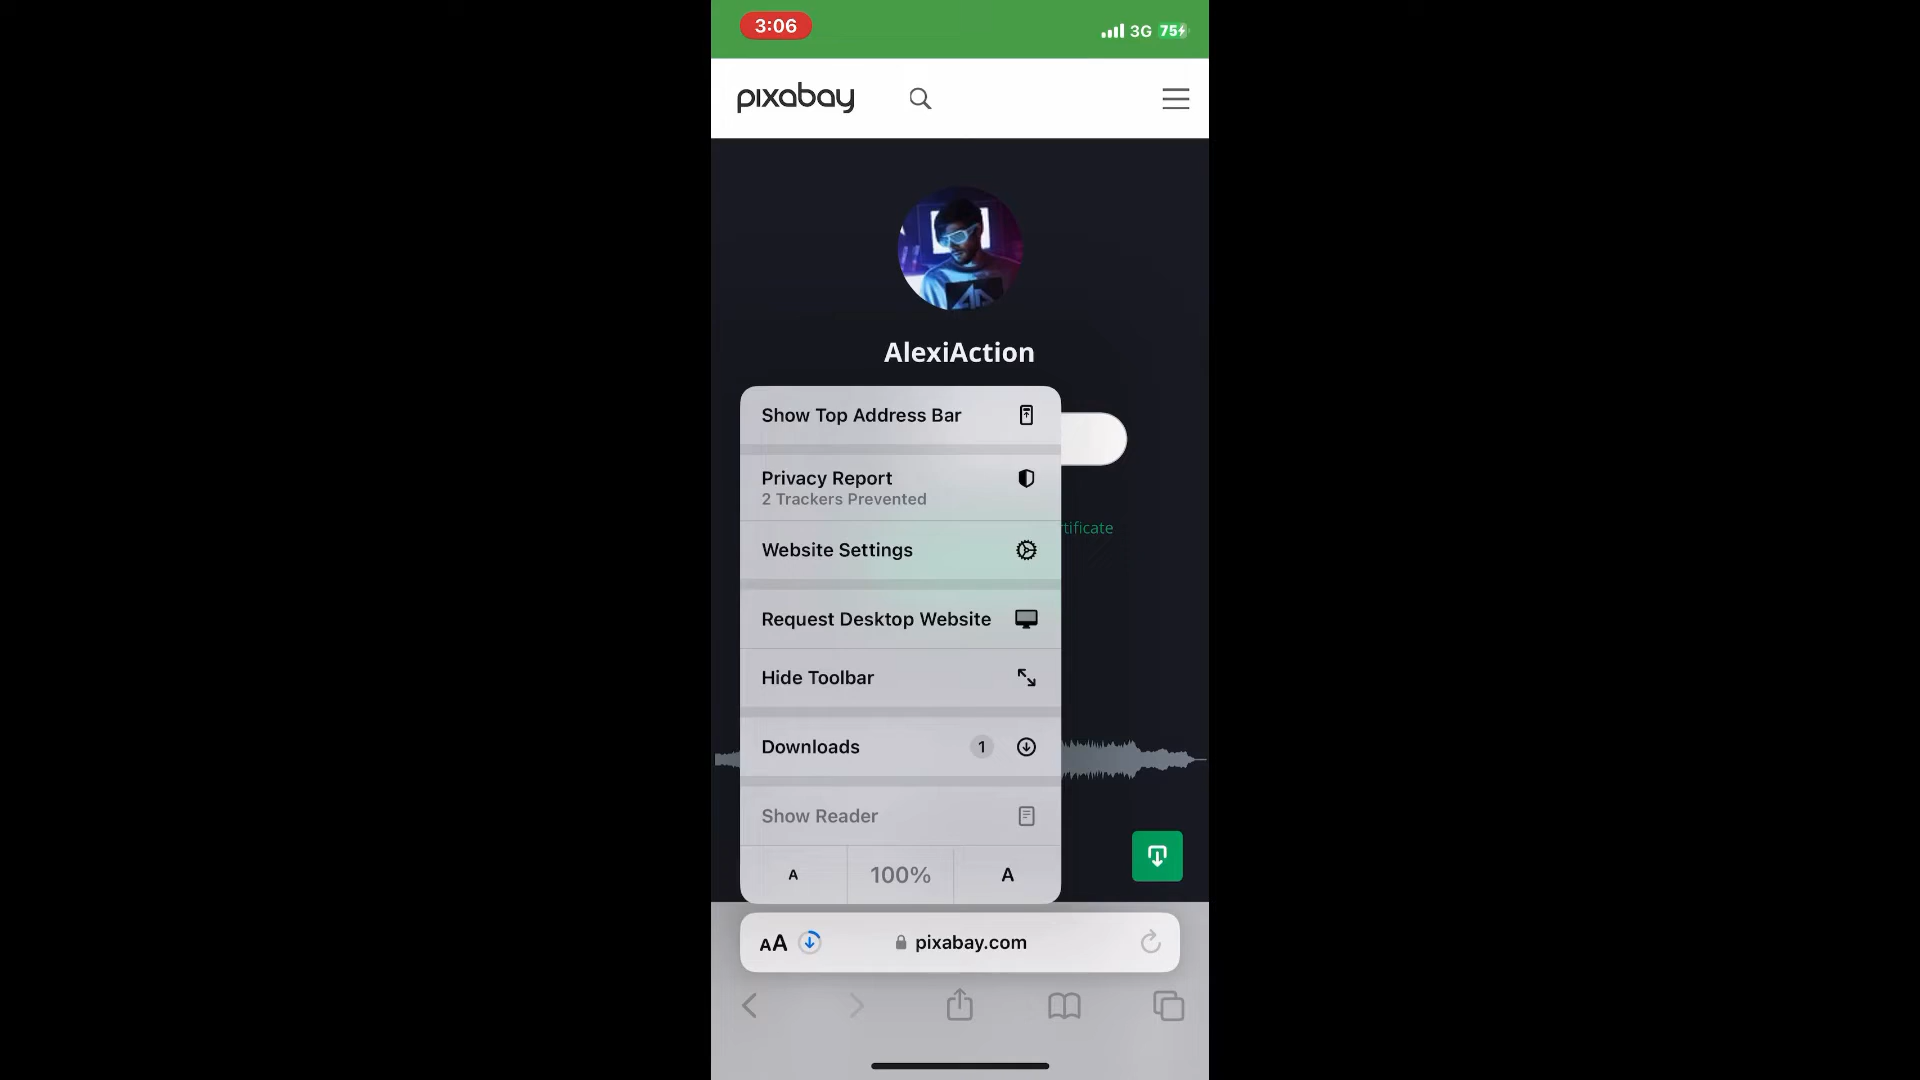 3:06
3G 75
pixabay
AlexiAction
Show Top Address Bar
Privacy Report
2 Trackers Prevented
rtificate
Website Settings
Request Desktop Website
Hide Toolbar
Downloads 1
Show Reader
A 100% A
AA pixabay.com